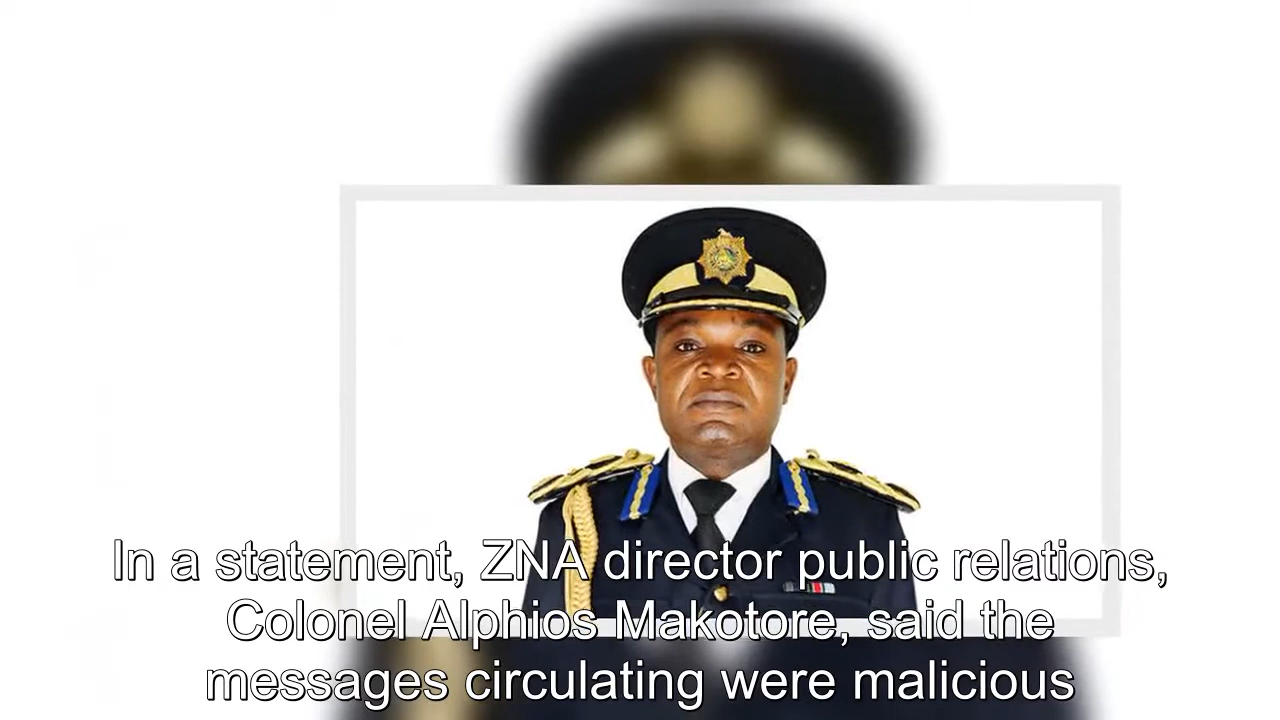 In a statement, ZNA director public relations,
Colonel Alphios Makotore, said the
messages circulating were malicious